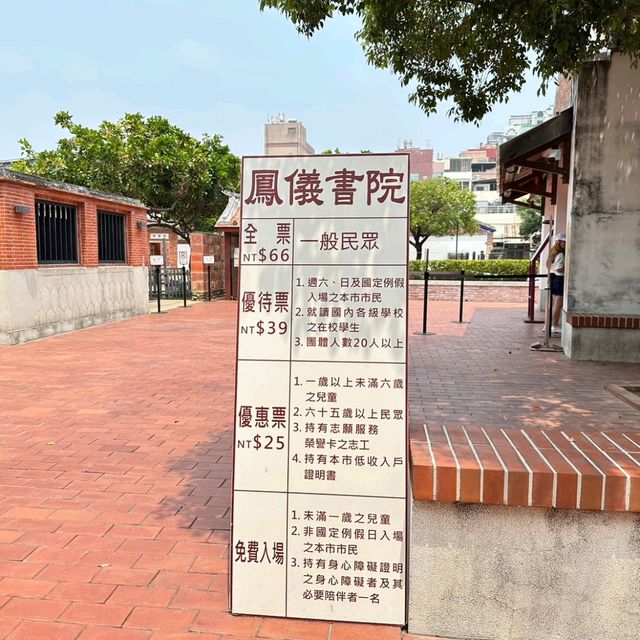 鳳儀書院
全票
NT$66
一般民眾
優待票
NT$39
1. 週六、日及國定例假
入場之本市市民
2. 就讀國內各級學校
之在校學生
3. 團體人數20人以上
優惠票
NT$25
1. 一歲以上未滿六歲
之兒童
2. 六十五歲以上民眾
3. 持有志願服務
榮譽卡之志工
4. 持有本市低收入戶
證明書
免費入場
1. 未滿一歲之兒童
2. 非國定例假日入場
之本市市民
3. 持有身心障礙證明
之身心障礙者及其
必要陪伴者一名